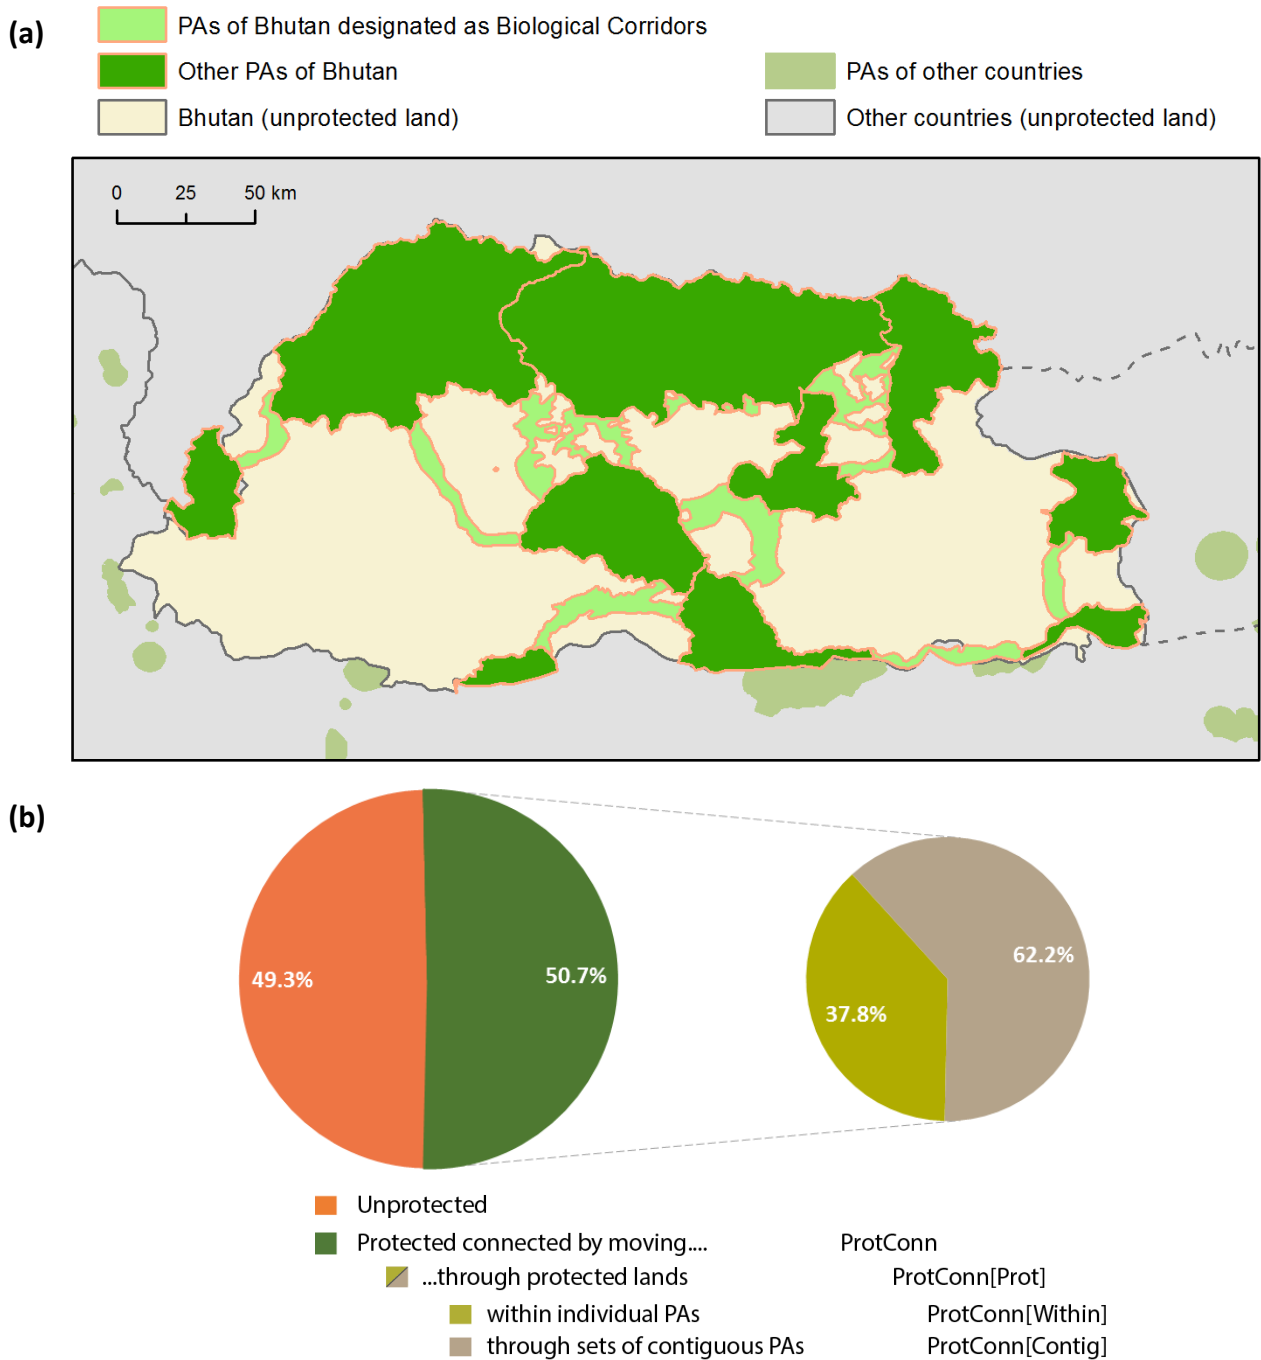 (a)
PAs of Bhutan designated as Biological Corridors
Other PAs of Bhutan
PAs of other countries
Bhutan (unprotected land)
Other countries (unprotected land)
0 25 50 km
(b)
49.3%
50.7%
62.2%
37.8%
Unprotected
Protected connected by moving.... ProtConn
...through protected lands ProtConn[Prot]
within individual PAs ProtConn[Within]
through sets of contiguous PAs ProtConn[Contig]